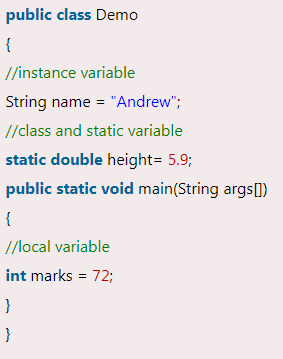 public class Demo
{
//instance variable
String name = "Andrew";
//class and static variable
static double height= 5.9;
public static void main(String args[])
{
//local variable
int marks = 72;
}
}